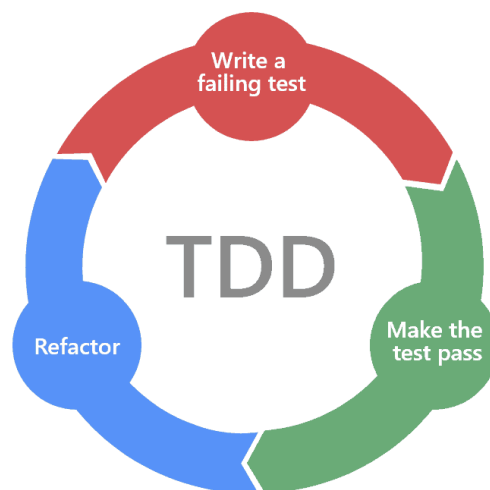 Write a
failing test
TDD
Refactor
Make the
test pass